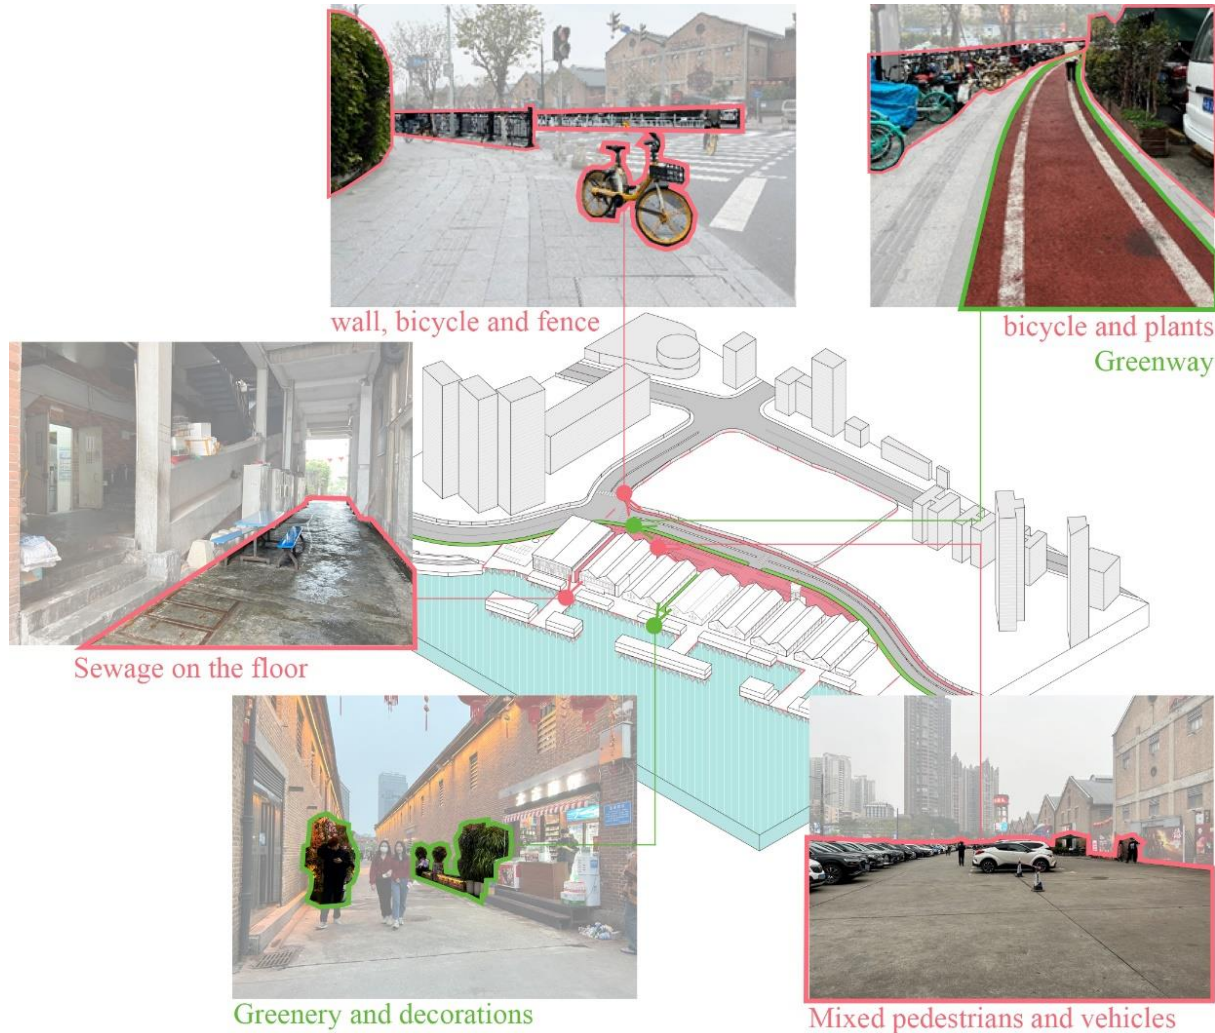 wall, bicycle and fence
bicycle and plants
Greenway
Sewage on the floor
Greenery and decorations
Mixed pedestrians and vehicles